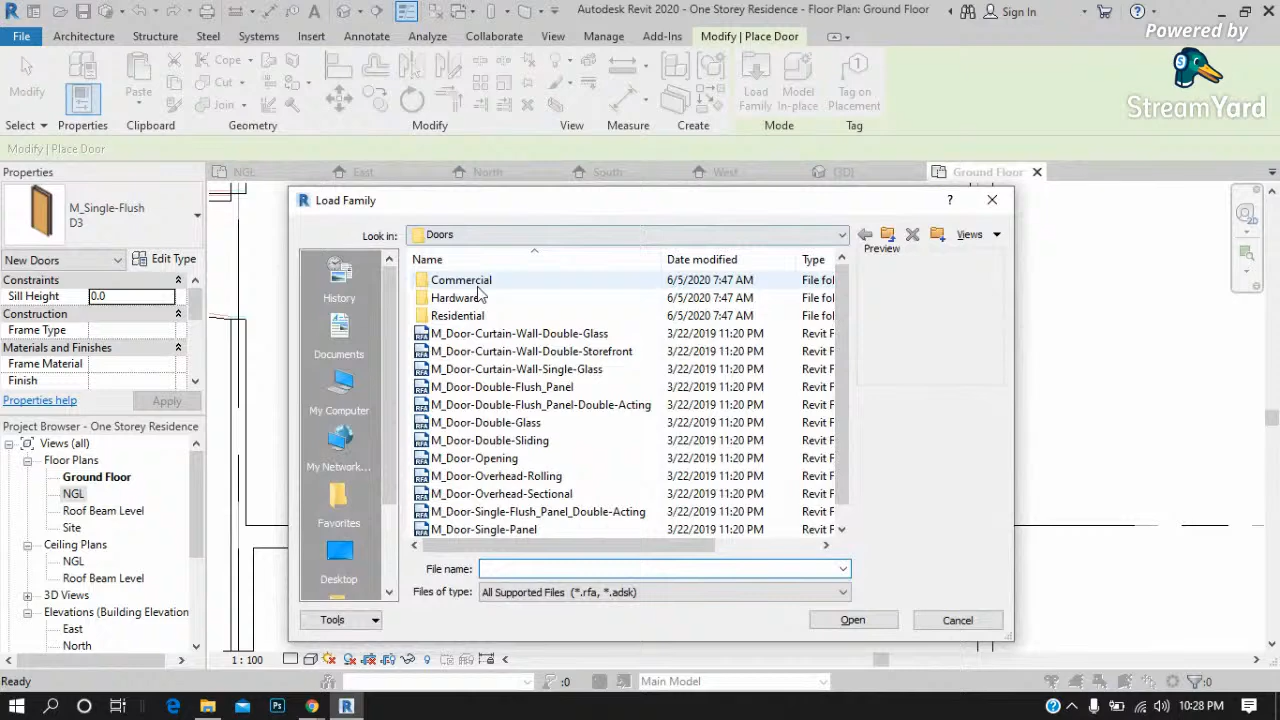 Autodesk Revit 2020 - One Storey Residence - Floor Plan: Ground Floor
Sign In
Powered by
StreamYard
File Architecture Structure Steel Systems Insert Annotate Analyze Collaborate View Manage Add-Ins Modify | Place Door
Modify
Paste
Cope
Cut
Join
Load
Family
Model
In-place
Tag on
Placement
Select Properties Clipboard Geometry Modify View Measure Create Mode Tag
Modify | Place Door
Properties
NGL East North South West {3D} Ground Floor
M_Single-Flush
D3
New Doors Edit Type
Constraints
Sill Height 0.0
Construction
Frame Type
Materials and Finishes
Frame Material
Finish
Properties help Apply
Project Browser - One Storey Residence
Views (all)
Floor Plans
Ground Floor
NGL
Roof Beam Level
Site
Ceiling Plans
NGL
Roof Beam Level
3D Views
Elevations (Building Elevation
East
North
Load Family
Look in: Doors
Views
Preview
History
Documents
My Computer
My Network...
Favorites
Desktop
Name Date modified Type
Commercial 6/5/2020 7:47 AM File fol
Hardware 6/5/2020 7:47 AM File fol
Residential 6/5/2020 7:47 AM File fol
M_Door-Curtain-Wall-Double-Glass 3/22/2019 11:20 PM Revit F
M_Door-Curtain-Wall-Double-Storefront 3/22/2019 11:20 PM Revit F
M_Door-Curtain-Wall-Single-Glass 3/22/2019 11:20 PM Revit F
M_Door-Double-Flush_Panel 3/22/2019 11:20 PM Revit F
M_Door-Double-Flush_Panel-Double-Acting 3/22/2019 11:20 PM Revit F
M_Door-Double-Glass 3/22/2019 11:20 PM Revit F
M_Door-Double-Sliding 3/22/2019 11:20 PM Revit F
M_Door-Opening 3/22/2019 11:20 PM Revit F
M_Door-Overhead-Rolling 3/22/2019 11:20 PM Revit F
M_Door-Overhead-Sectional 3/22/2019 11:20 PM Revit F
M_Door-Single-Flush_Panel_Double-Acting 3/22/2019 11:20 PM Revit F
M_Door-Single-Panel 3/22/2019 11:20 PM Revit F
File name:
Files of type: All Supported Files (*.rfa, *.adsk)
Tools Open Cancel
1 : 100
Ready :0 Main Model :0
10:28 PM